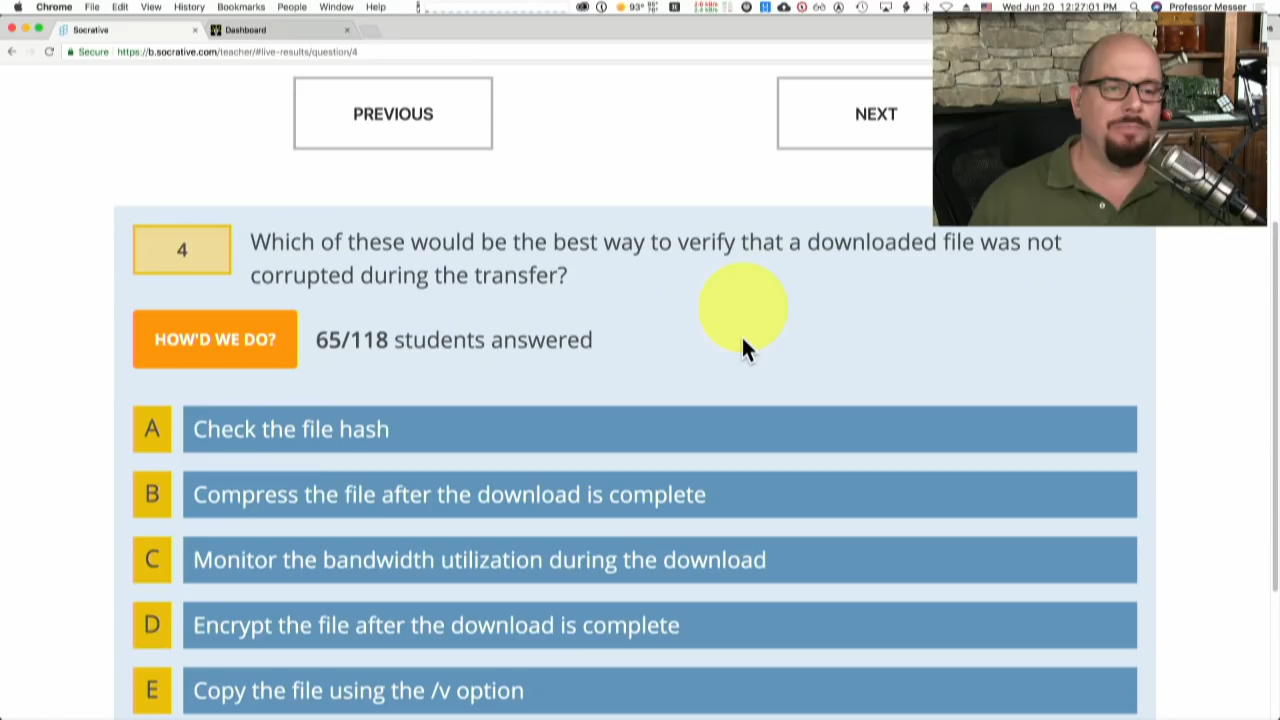 Chrome File Edit View History Bookmarks People Window Help 93° Wed Jun 20 12:27:01 PM Professor Messer
Socrative × Dashboard ×
Secure https://b.socrative.com/teacher/#live-results/question/4
PREVIOUS NEXT
4 Which of these would be the best way to verify that a downloaded file was not
corrupted during the transfer?
HOW'D WE DO? 65/118 students answered
A Check the file hash
B Compress the file after the download is complete
C Monitor the bandwidth utilization during the download
D Encrypt the file after the download is complete
E Copy the file using the /v option